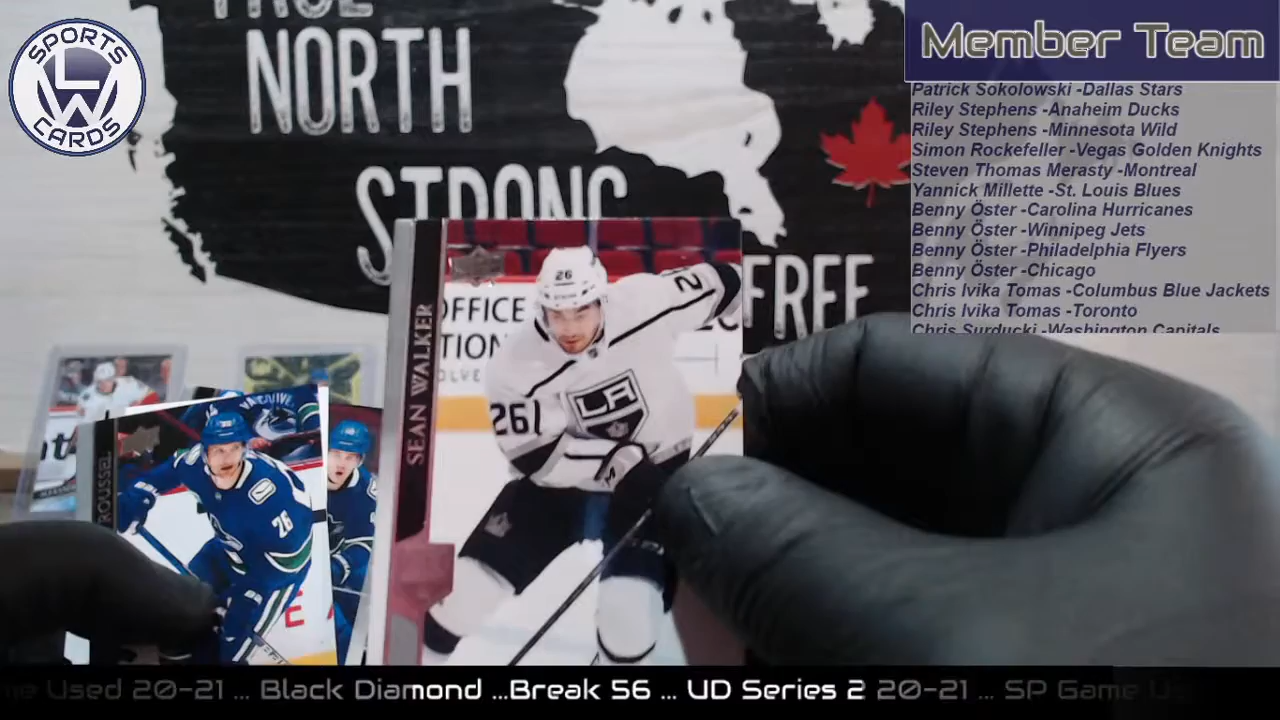 SPORTS
LW
CARDS
TRUE
NORTH
STRONG
FREE
Member Team
Patrick Sokolowski -Dallas Stars
Riley Stephens -Anaheim Ducks
Riley Stephens -Minnesota Wild
Simon Rockefeller -Vegas Golden Knights
Steven Thomas Merasty -Montreal
Yannick Millette -St. Louis Blues
Benny Öster -Carolina Hurricanes
Benny Öster -Winnipeg Jets
Benny Öster -Philadelphia Flyers
Benny Öster -Chicago
Chris Ivika Tomas -Columbus Blue Jackets
Chris Ivika Tomas -Toronto
Chris Surducki -Washington Capitals
SEAN WALKER
26
26
2
OFFICE
LA
ROUSSEL
26
Used 20-21 ... Black Diamond ...Break 56 ... UD Series 2 20-21 ... SP Game